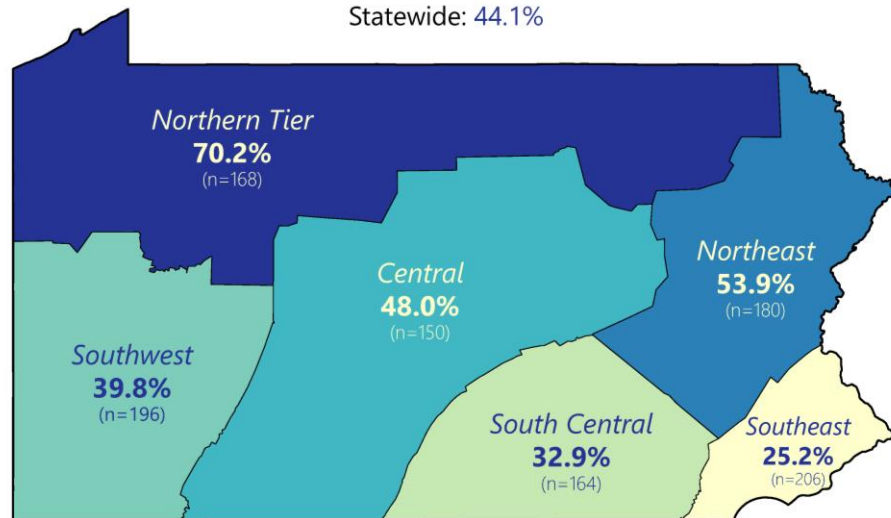 Statewide: 44.1%
Northern Tier
70.2%
(n=168)
Northeast
53.9%
(n=180)
Central
48.0%
(n=150)
Southwest
39.8%
(n=196)
South Central
32.9%
(n=164)
Southeast
25.2%
(n=206)